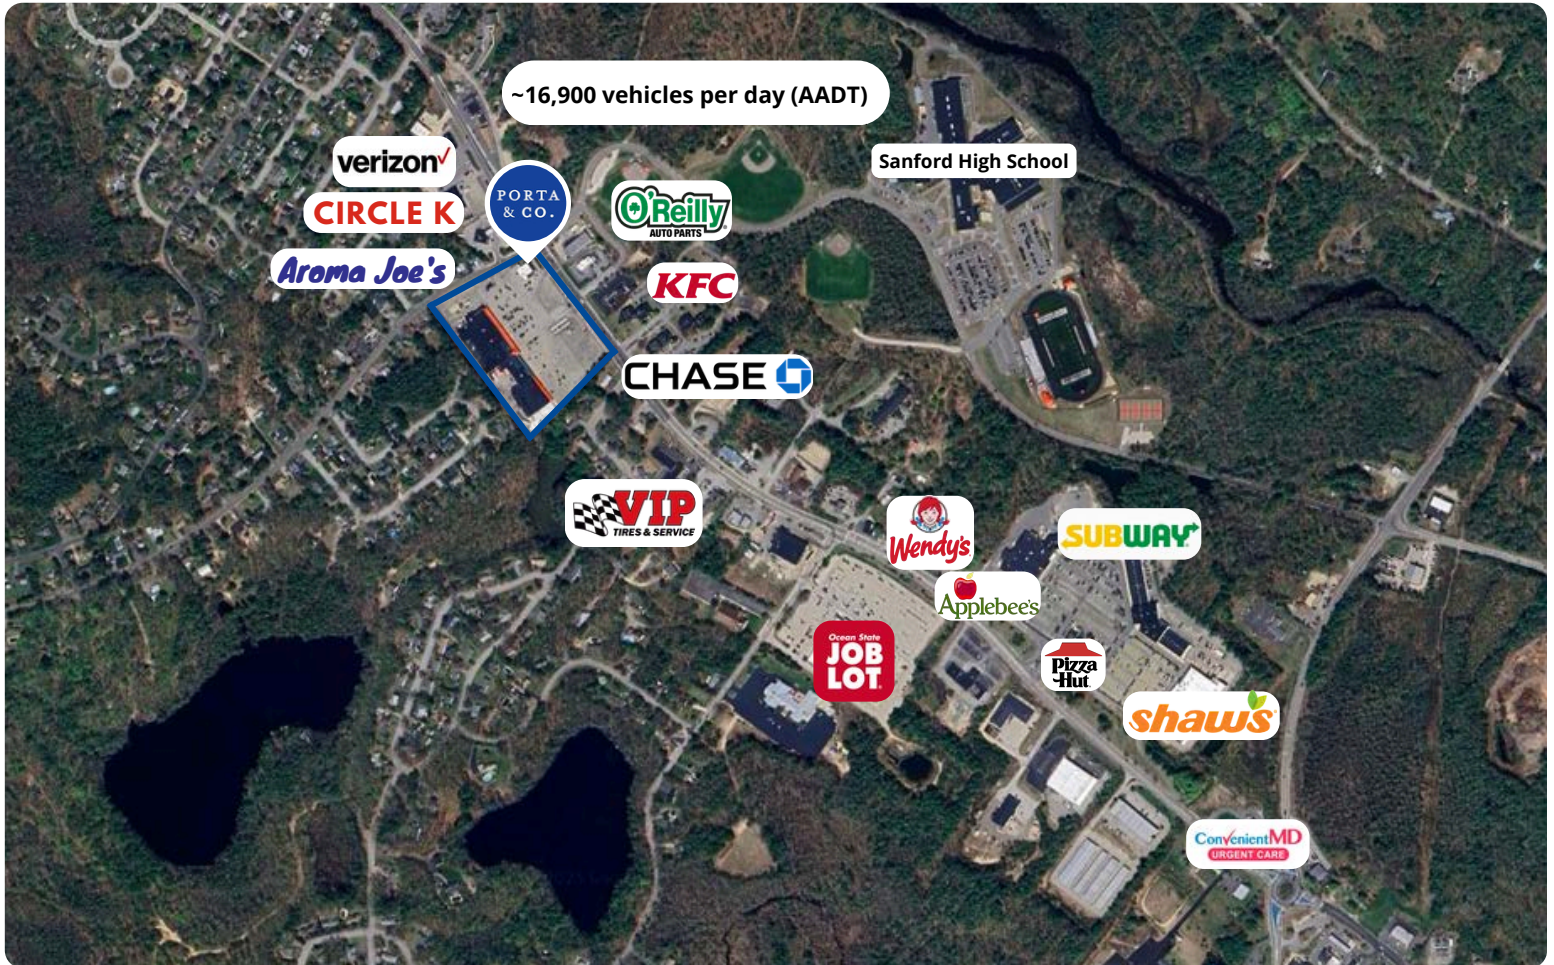 ~16,900 vehicles per day (AADT)
Sanford High School
verizon
CIRCLE K
Aroma Joe's
PORTA
& CO.
O'Reilly
AUTO PARTS
KFC
CHASE
VIP
TIRES & SERVICE
Wendy's
SUBWAY
Applebee's
Ocean State
JOB
LOT
Pizza
Hut
shaw's
ConvenientMD
URGENT CARE